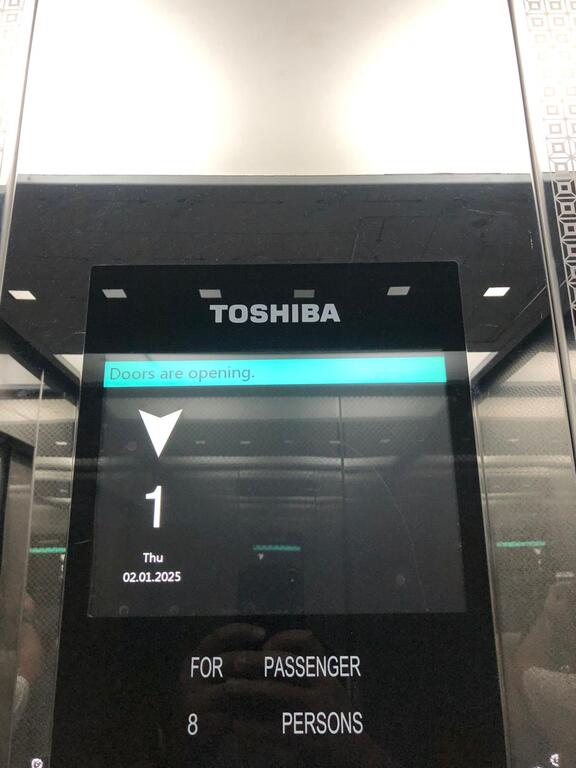 TOSHIBA
Doors are opening.
1
Thu
02.01.2025
FOR PASSENGER
8 PERSONS